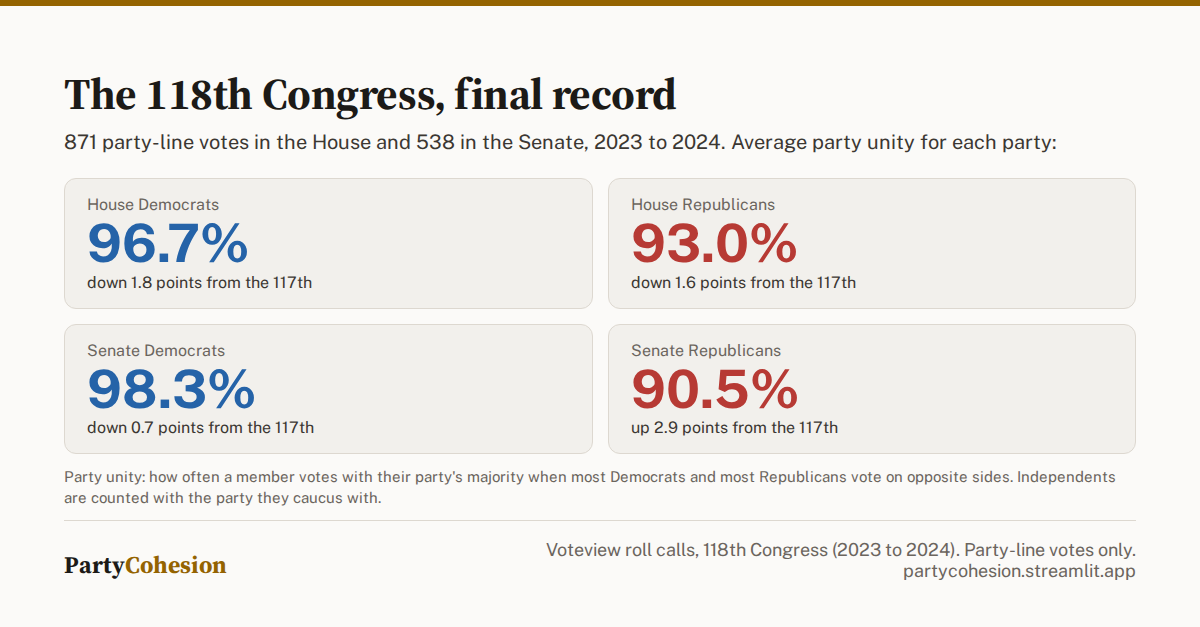 The 118th Congress, final record
871 party-line votes in the House and 538 in the Senate, 2023 to 2024. Average party unity for each party:
House Democrats
96.7%
down 1.8 points from the 117th
House Republicans
93.0%
down 1.6 points from the 117th
Senate Democrats
98.3%
down 0.7 points from the 117th
Senate Republicans
90.5%
up 2.9 points from the 117th
Party unity: how often a member votes with their party's majority when most Democrats and most Republicans vote on opposite sides. Independents
are counted with the party they caucus with.
PartyCohesion
Voteview roll calls, 118th Congress (2023 to 2024). Party-line votes only.
partycohesion.streamlit.app